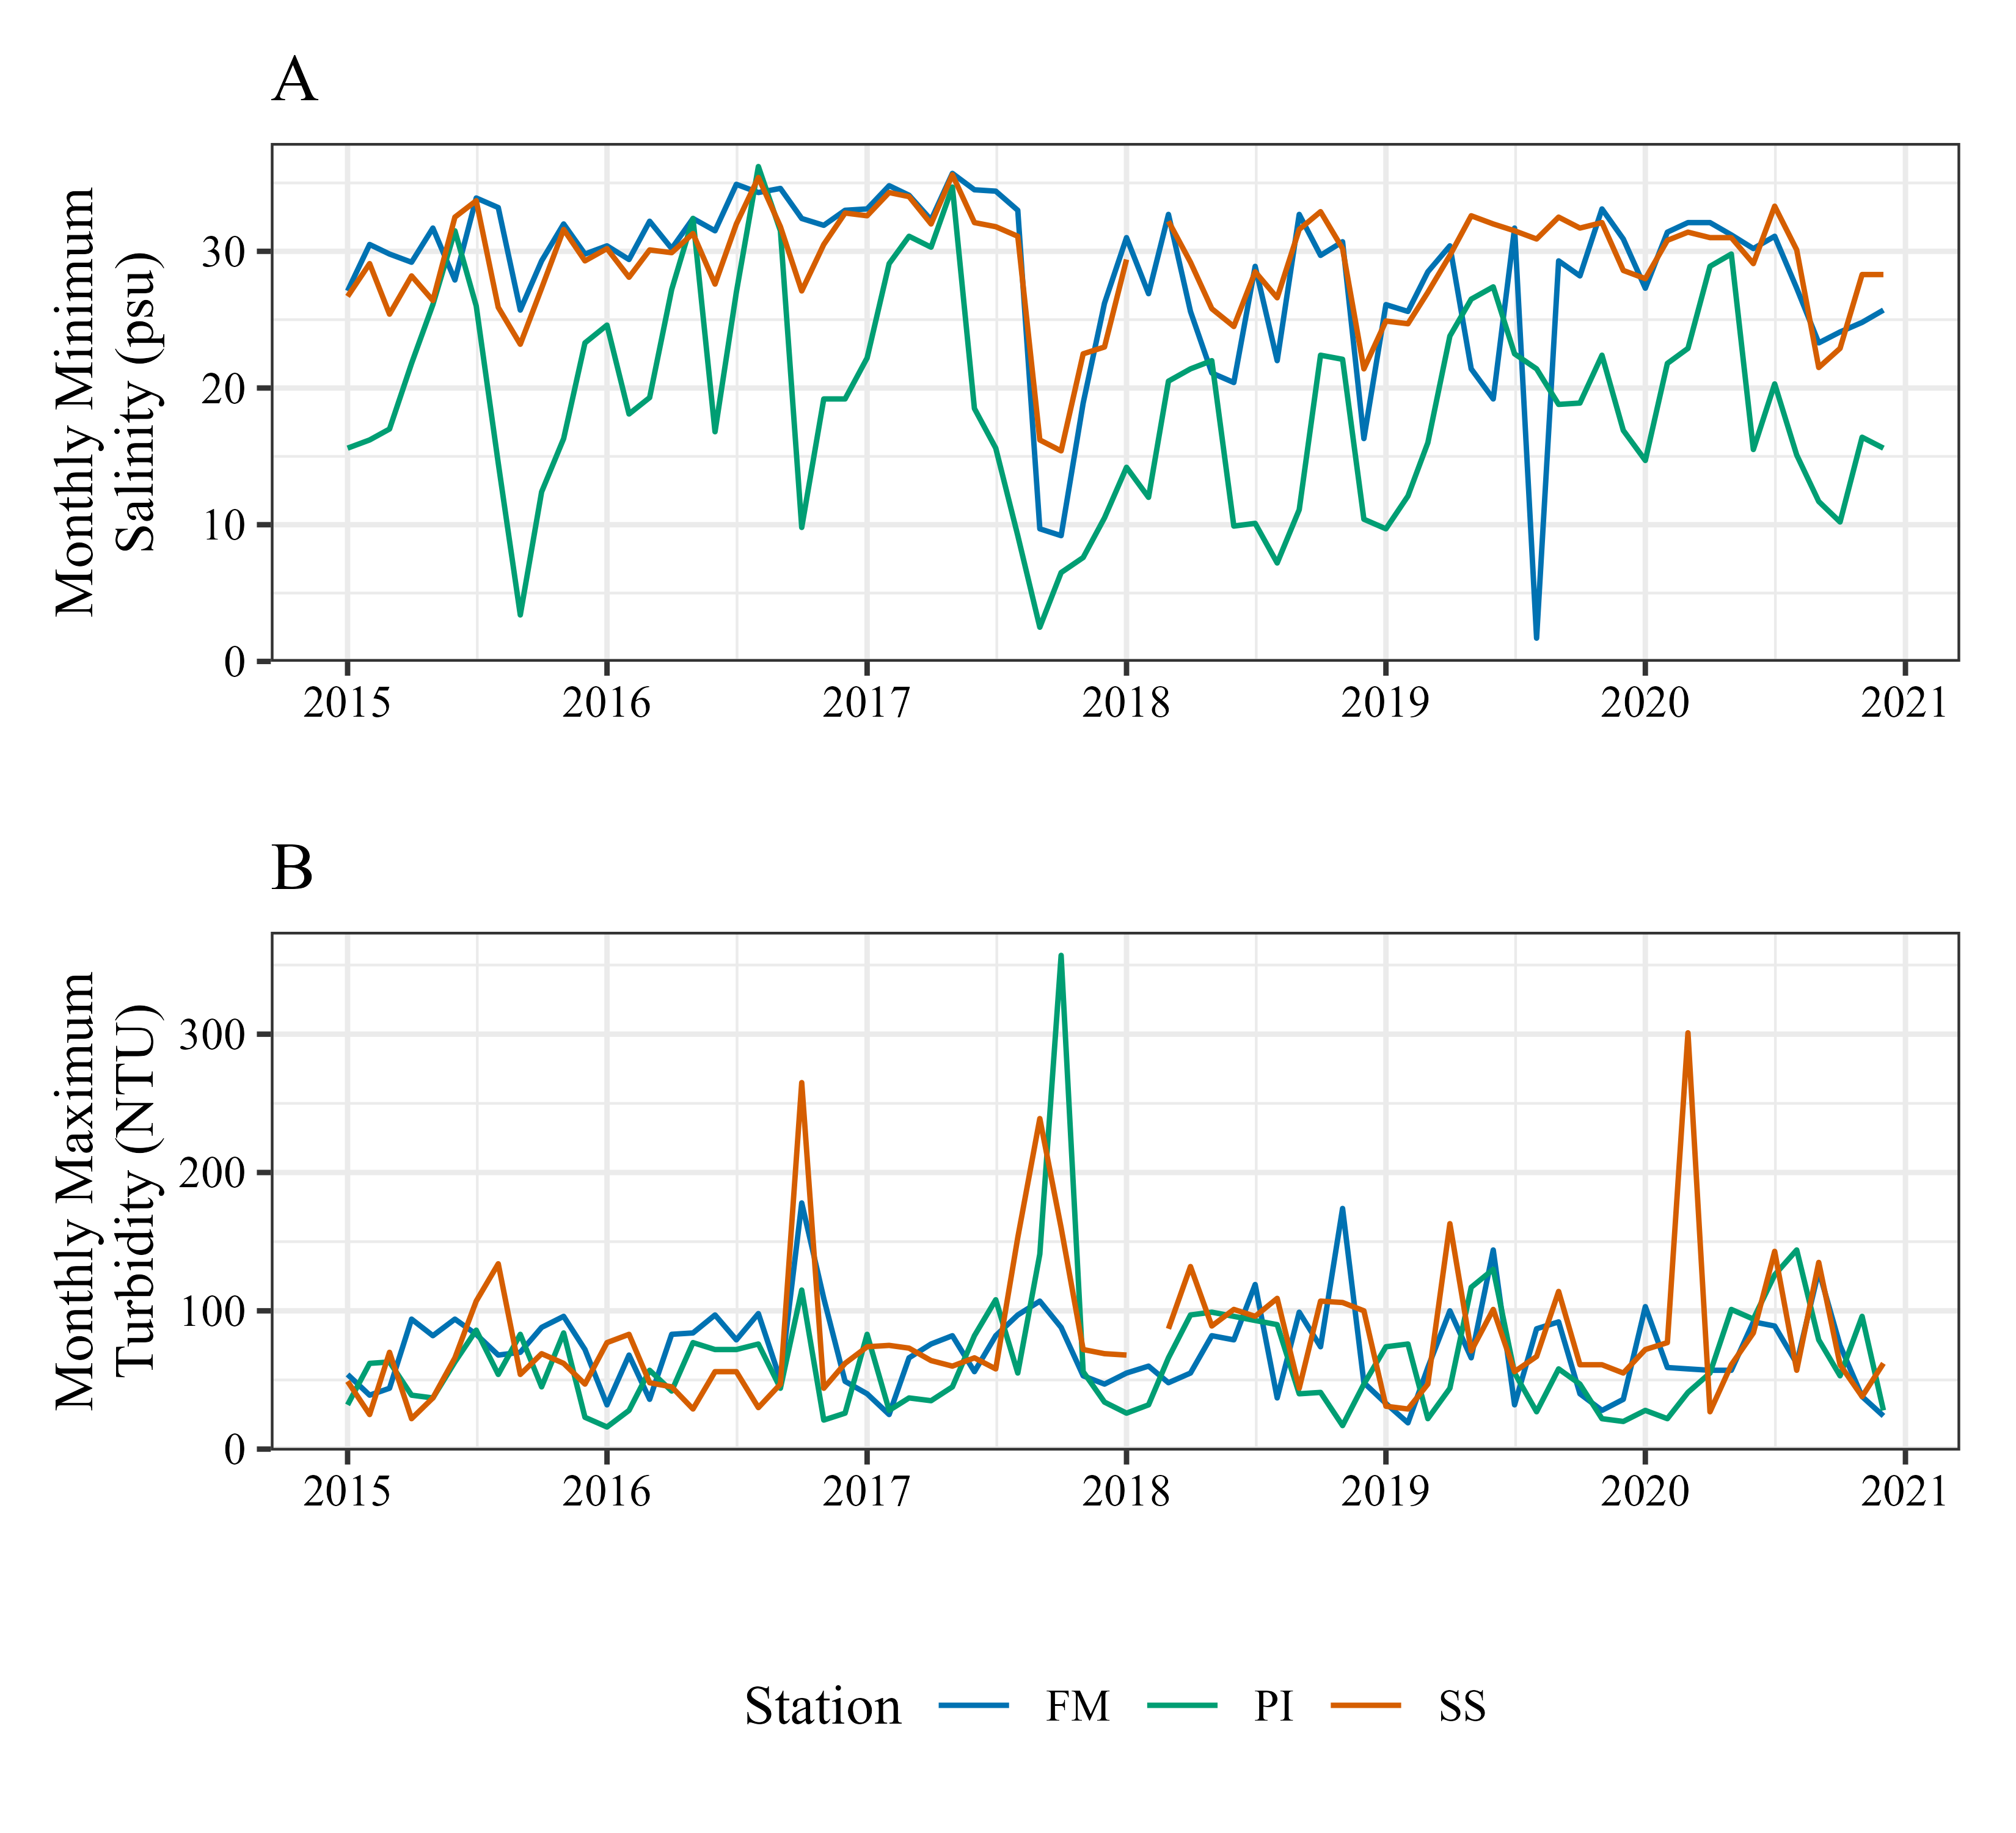 A
Monthly Minimum
Salinity (psu)
30
20
10
0
2015 2016 2017 2018 2019 2020 2021
B
Monthly Maximum
Turbidity (NTU)
300
200
100
0
2015 2016 2017 2018 2019 2020 2021
Station FM PI SS